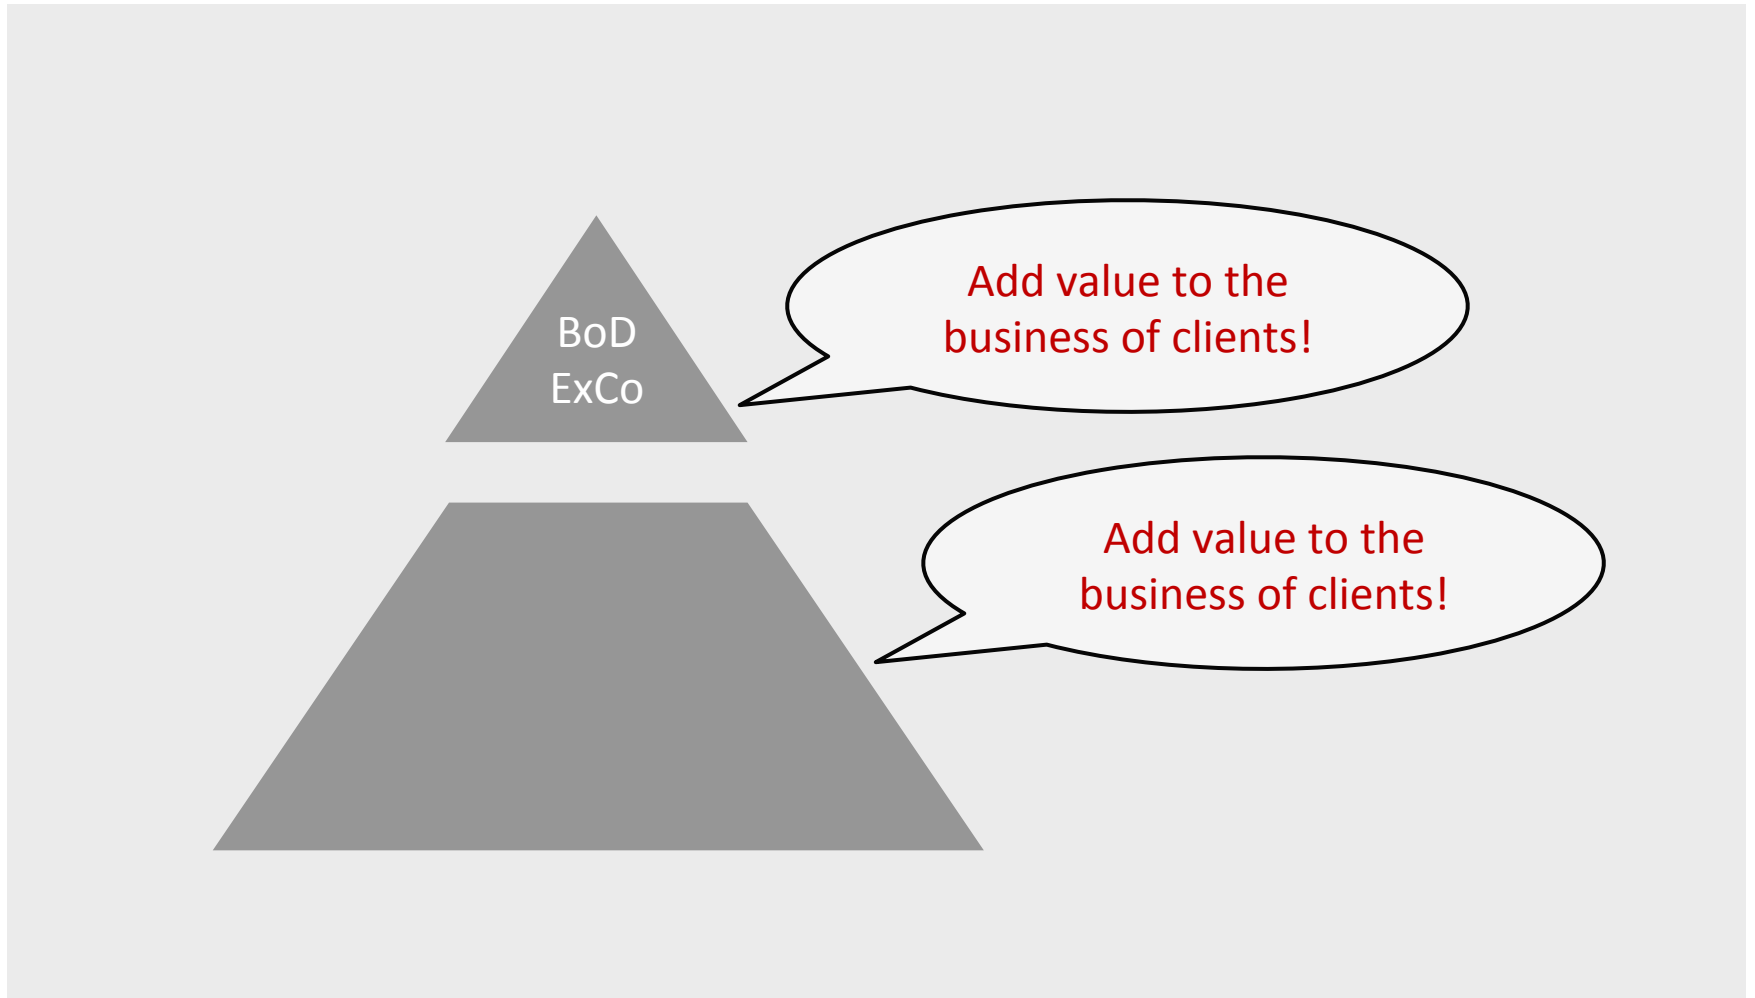 BoD
ExCo
Add value to the
business of clients!
Add value to the
business of clients!